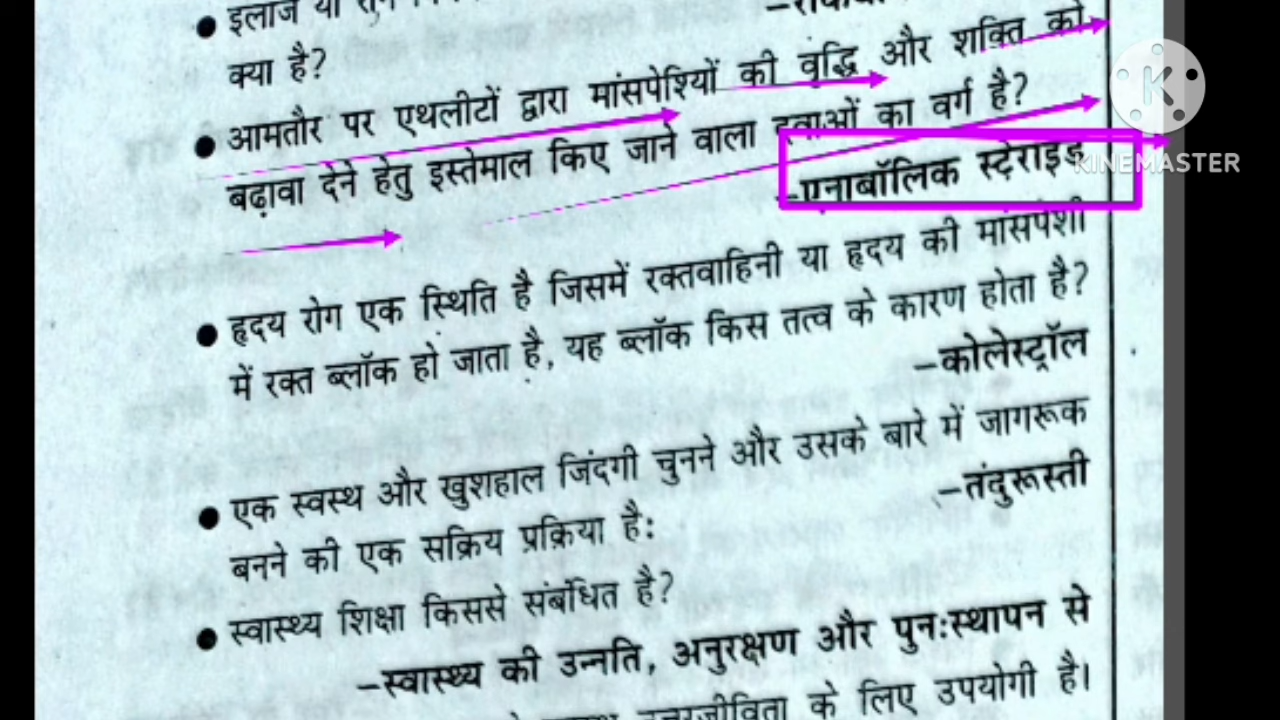 • इलाज या
क्या है?
• आमतौर पर एथलीटों द्वारा मांसपेशियों की वृद्धि और शक्ति को
बढ़ावा देने हेतु इस्तेमाल किए जाने वाला दवाओं का वर्ग है?
–एनाबॉलिक स्टेराइड
• हृदय रोग एक स्थिति है जिसमें रक्तवाहिनी या हृदय की मांसपेशी
में रक्त ब्लॉक हो जाता है, यह ब्लॉक किस तत्व के कारण होता है?
–कोलेस्ट्रॉल
• एक स्वस्थ और खुशहाल जिंदगी चुनने और उसके बारे में जागरूक
बनने की एक सक्रिय प्रक्रिया है:
–तंदुरूस्ती
• स्वास्थ्य शिक्षा किससे संबंधित है?
–स्वास्थ्य की उन्नति, अनुरक्षण और पुनःस्थापन से
के लिए उपयोगी है।
K
KINEMASTER